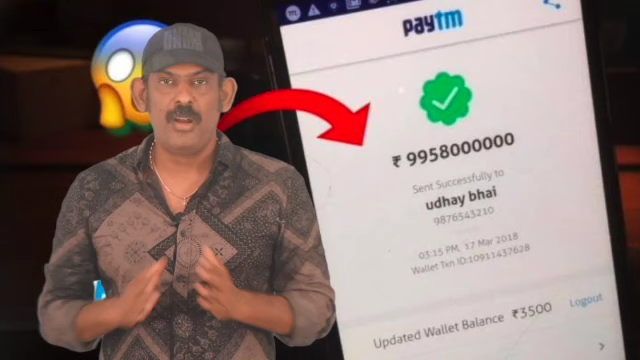 paytm
₹ 9958000000
Sent Successfully to
udhay bhai
9876543210
03:15 PM, 17 Mar 2018
Wallet Txn ID:10911437628
Updated Wallet Balance ₹3500
Logout